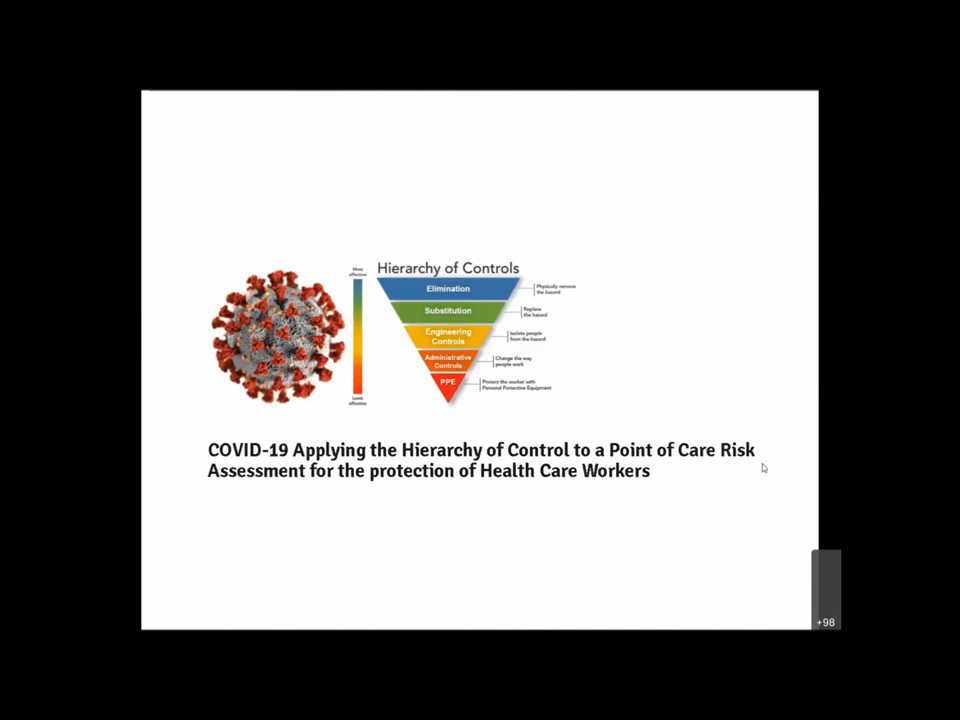 Most
effective
Hierarchy of Controls
Elimination
Physically remove
the hazard
Substitution
Replace
the hazard
Engineering
Controls
Isolate people
from the hazard
Administrative
Controls
Change the way
people work
PPE
Protect the worker with
Personal Protective Equipment
Least
effective
COVID-19 Applying the Hierarchy of Control to a Point of Care Risk
Assessment for the protection of Health Care Workers
+98